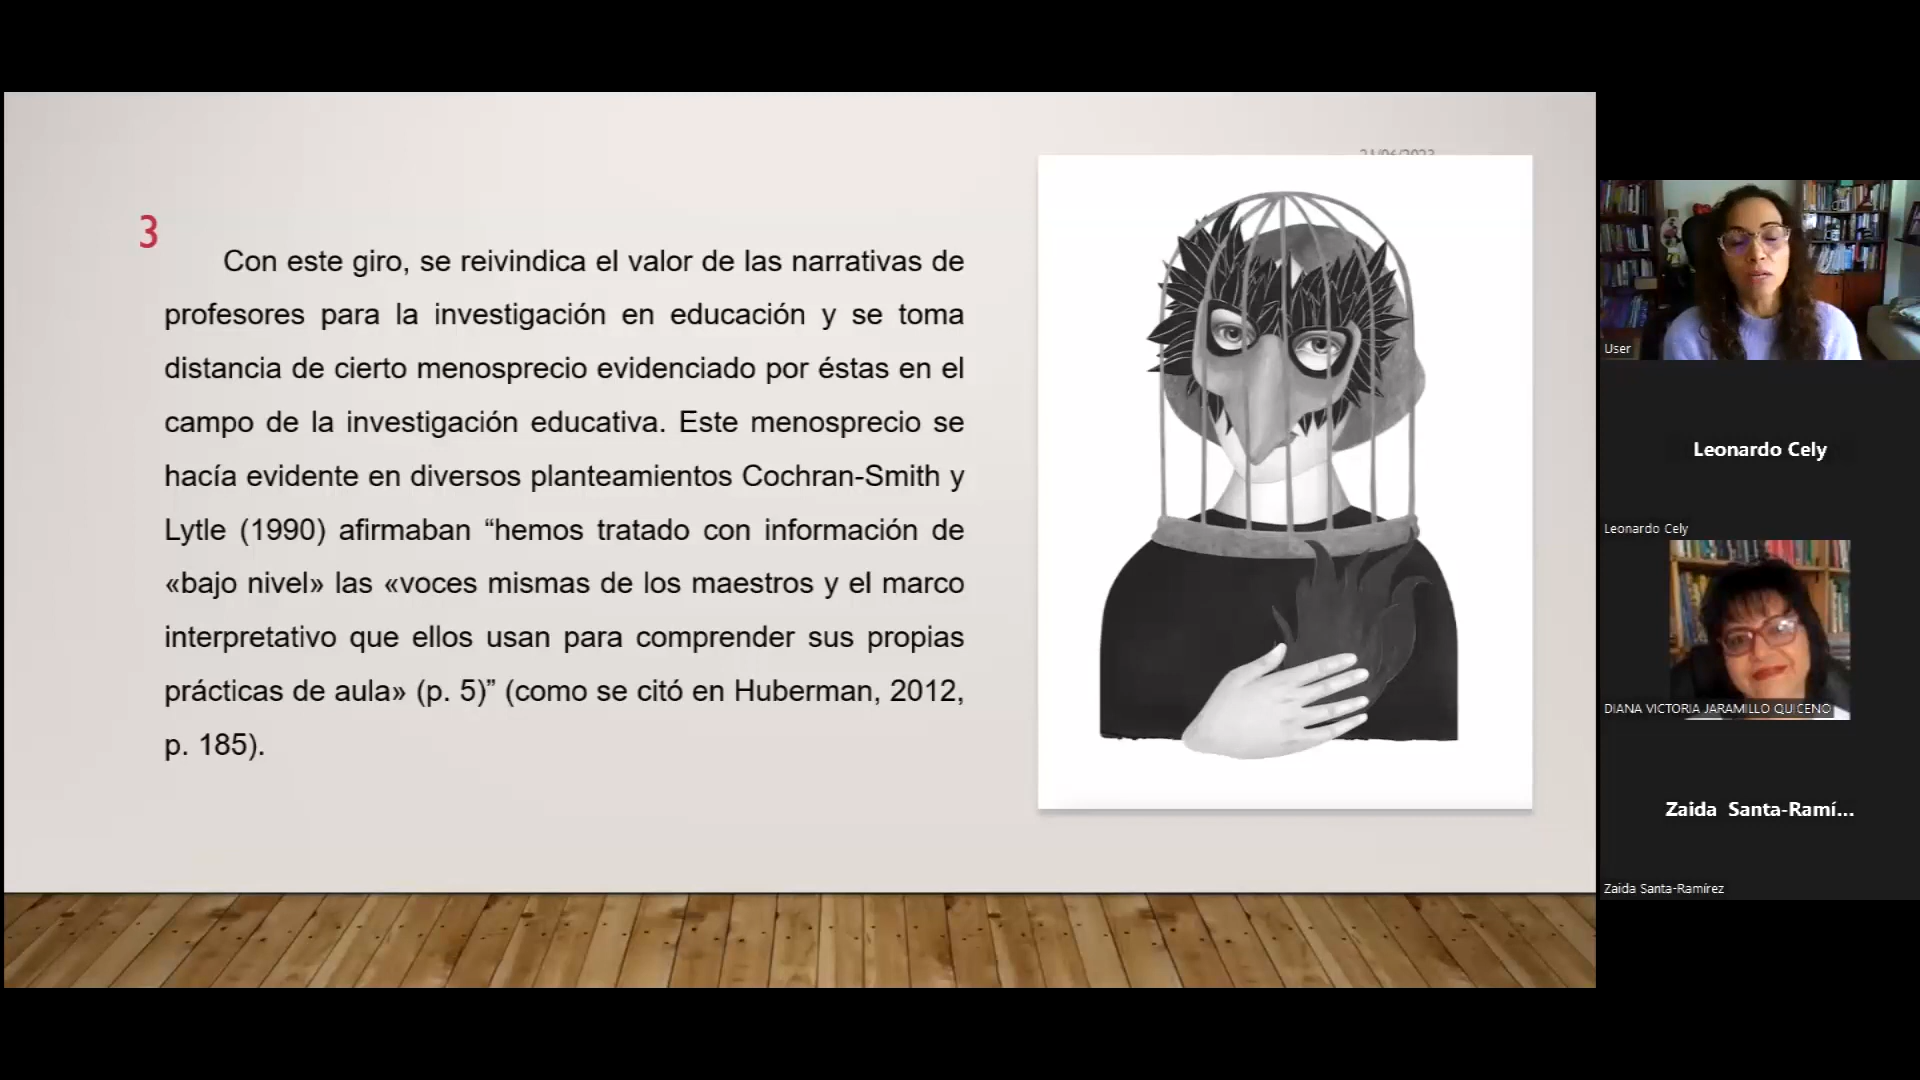 3
Con este giro, se reivindica el valor de las narrativas de
profesores para la investigación en educación y se toma
distancia de cierto menosprecio evidenciado por éstas en el
campo de la investigación educativa. Este menosprecio se
hacía evidente en diversos planteamientos Cochran-Smith y
Lytle (1990) afirmaban “hemos tratado con información de
«bajo nivel» las «voces mismas de los maestros y el marco
interpretativo que ellos usan para comprender sus propias
prácticas de aula» (p. 5)” (como se citó en Huberman, 2012,
p. 185).
User
Leonardo Cely
Leonardo Cely
DIANA VICTORIA JARAMILLO QUICENO
Zaida Santa-Ramí...
Zaida Santa-Ramírez